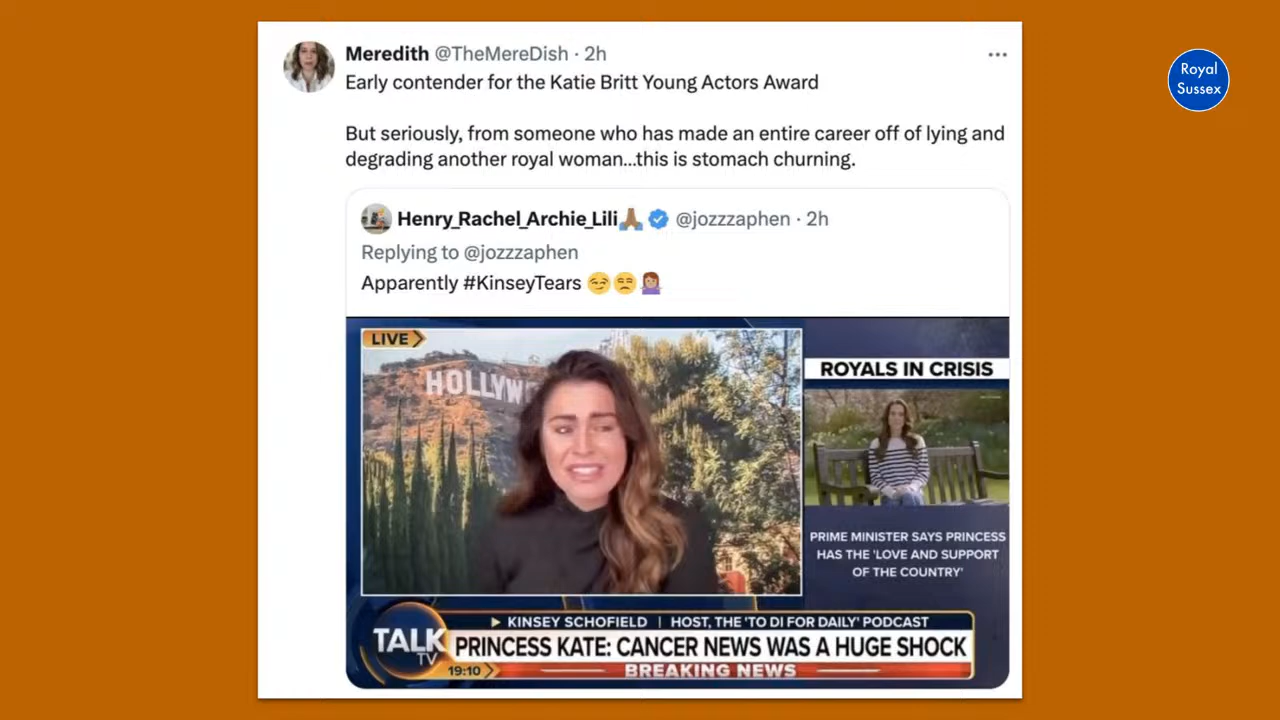 Meredith @TheMereDish · 2h
Early contender for the Katie Britt Young Actors Award
But seriously, from someone who has made an entire career off of lying and
degrading another royal woman...this is stomach churning.
Henry_Rachel_Archie_Lili🙏🏾 @jozzzaphen · 2h
Replying to @jozzzaphen
Apparently #KinseyTears 😏😒🤷🏽‍♀️
LIVE
HOLLYW
ROYALS IN CRISIS
PRIME MINISTER SAYS PRINCESS
HAS THE 'LOVE AND SUPPORT
OF THE COUNTRY'
KINSEY SCHOFIELD | HOST, THE 'TO DI FOR DAILY' PODCAST
TALK
TV
PRINCESS KATE: CANCER NEWS WAS A HUGE SHOCK
19:10
BREAKING NEWS
Royal
Sussex